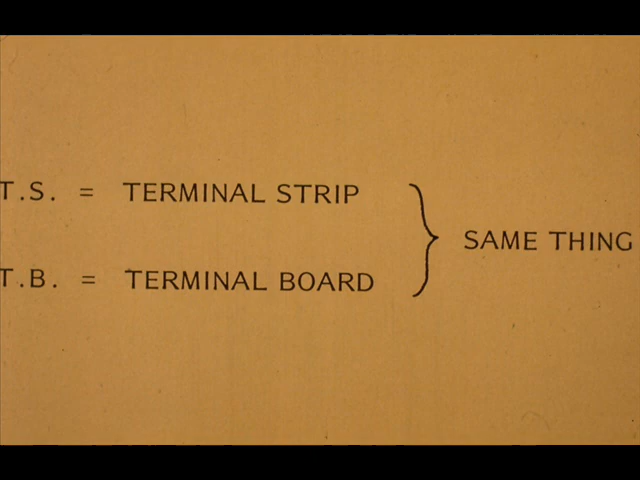 T.S. = TERMINAL STRIP
T.B. = TERMINAL BOARD
SAME THING